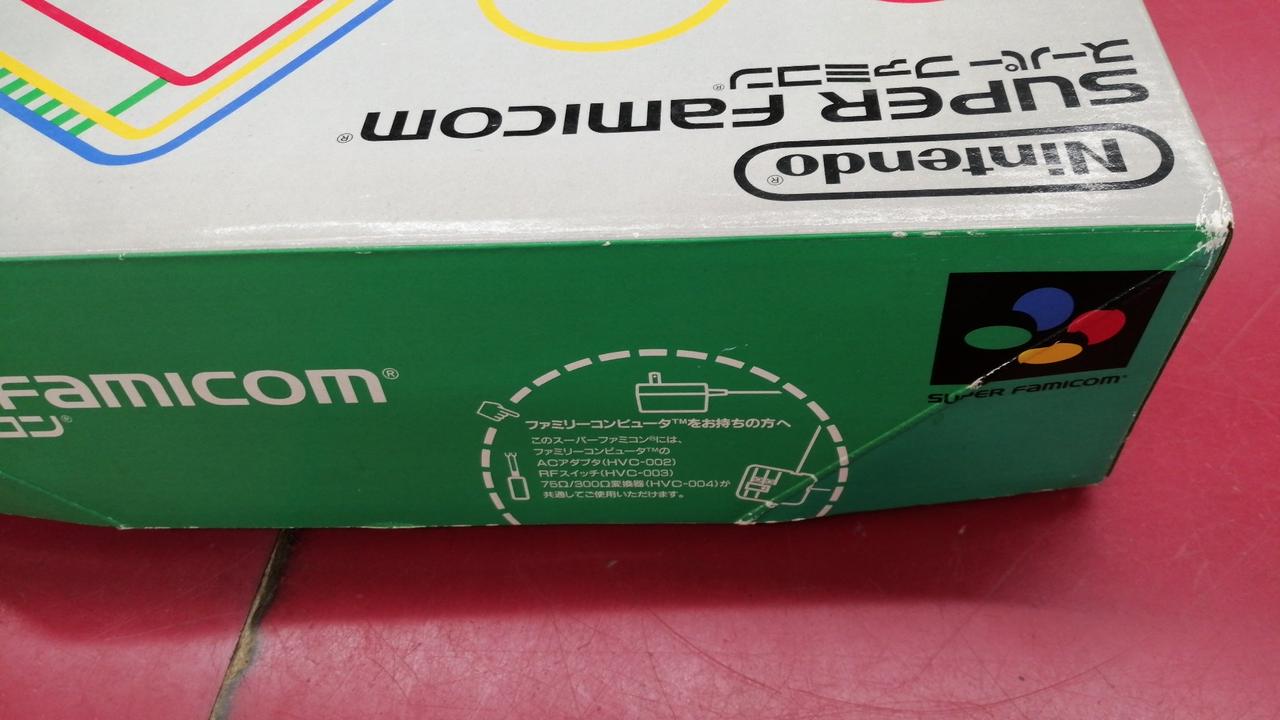 Nintendo®
SUPER FAMICOM®
スーパーファミコン®
FAMICOM®
コン®
ファミリーコンピュータ™をお持ちの方へ
このスーパーファミコン®には、
ファミリーコンピュータ™の
ACアダプタ(HVC-002)
RFスイッチ(HVC-003)
75Ω/300Ω変換器(HVC-004)が
共通してご使用いただけます。
SUPER FAMICOM